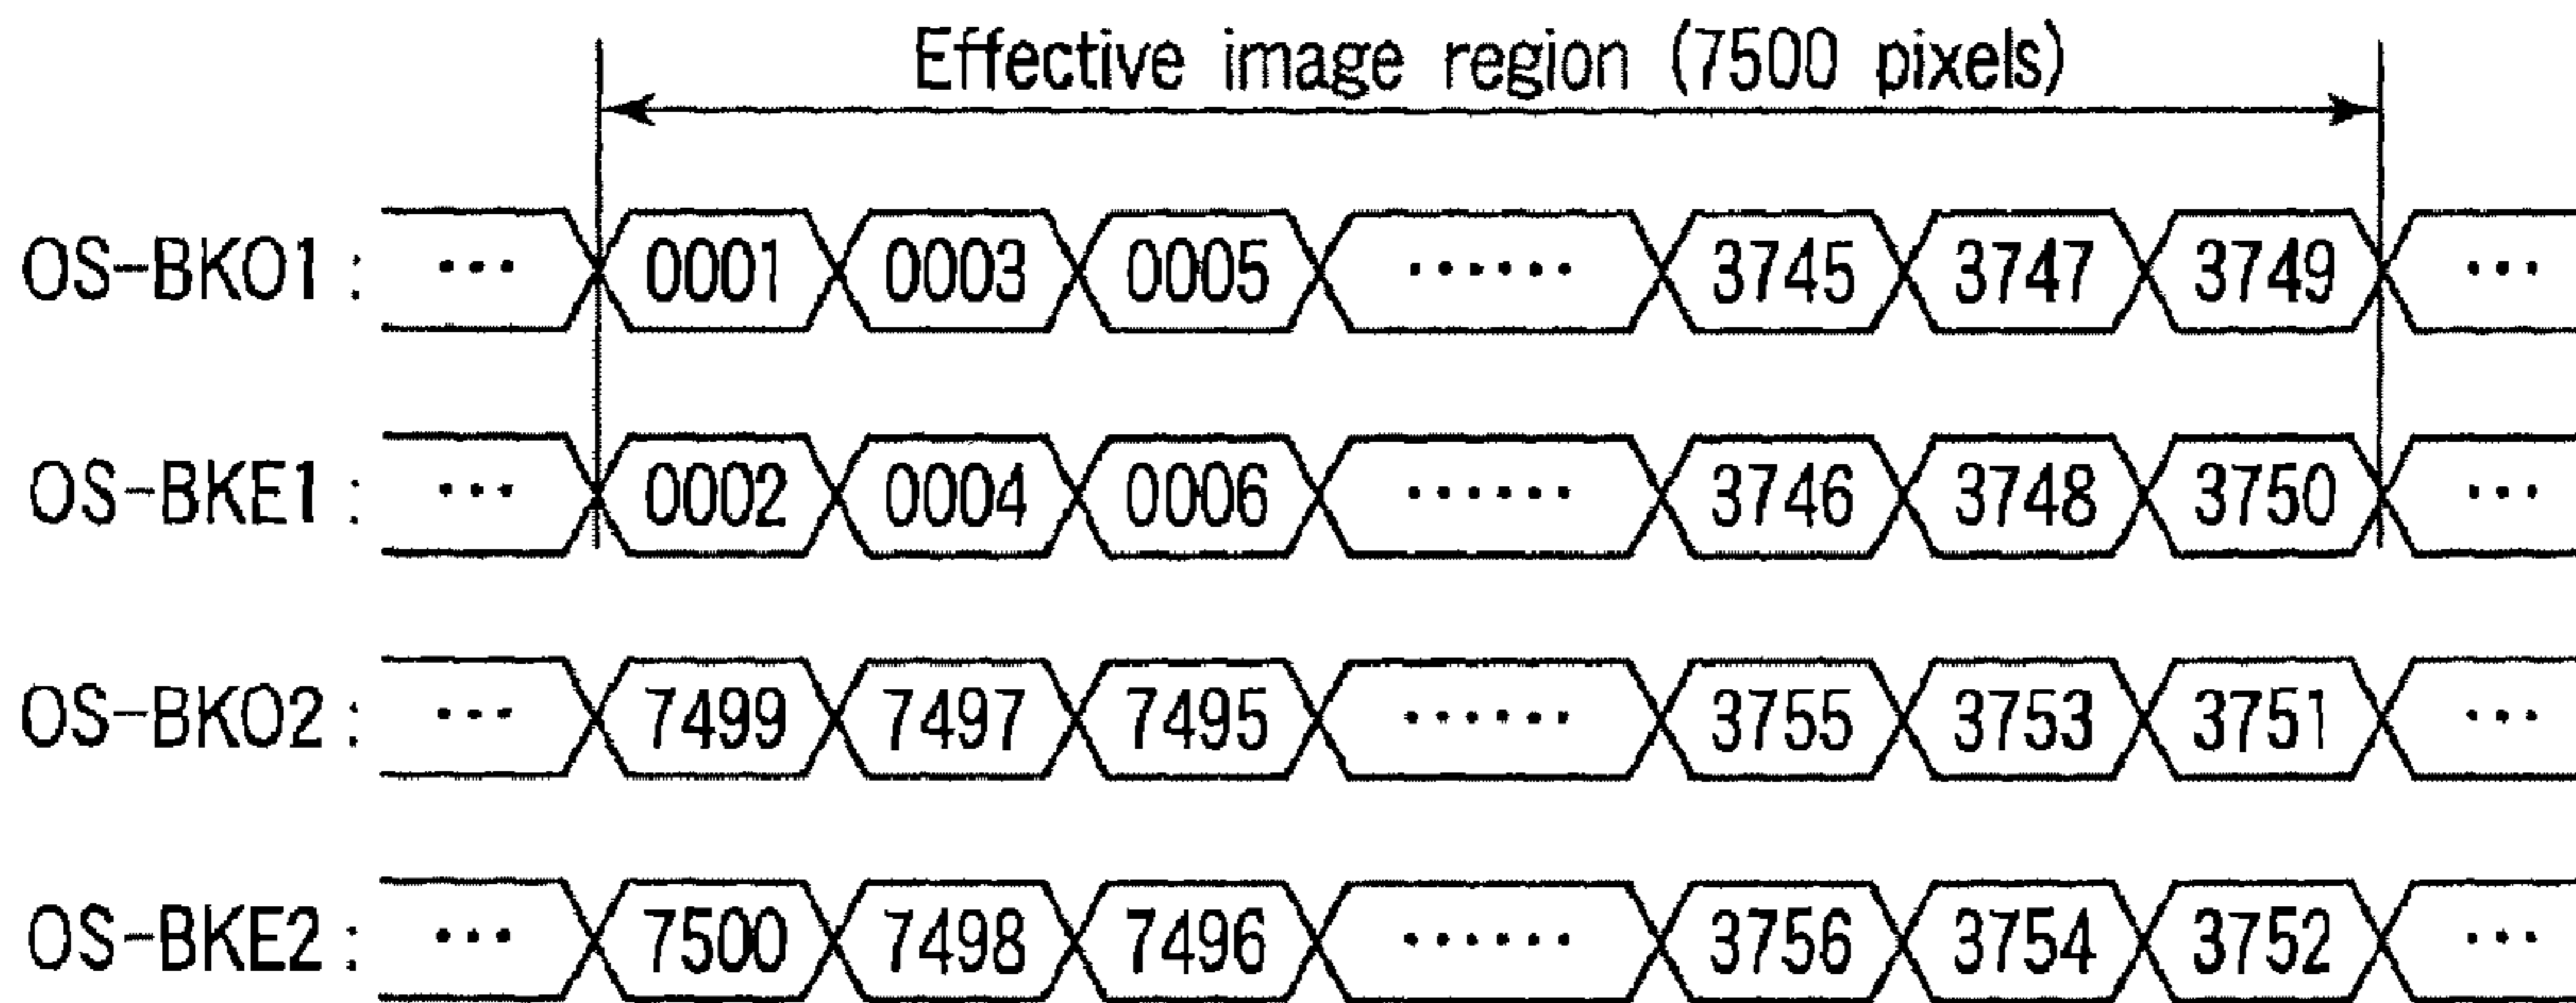 Effective image region (7500 pixels)
OS-BKO1 : ... 0001 0003 0005 ...... 3745 3747 3749 ...
OS-BKE1 : ... 0002 0004 0006 ...... 3746 3748 3750 ...
OS-BKO2 : ... 7499 7497 7495 ...... 3755 3753 3751 ...
OS-BKE2 : ... 7500 7498 7496 ...... 3756 3754 3752 ...